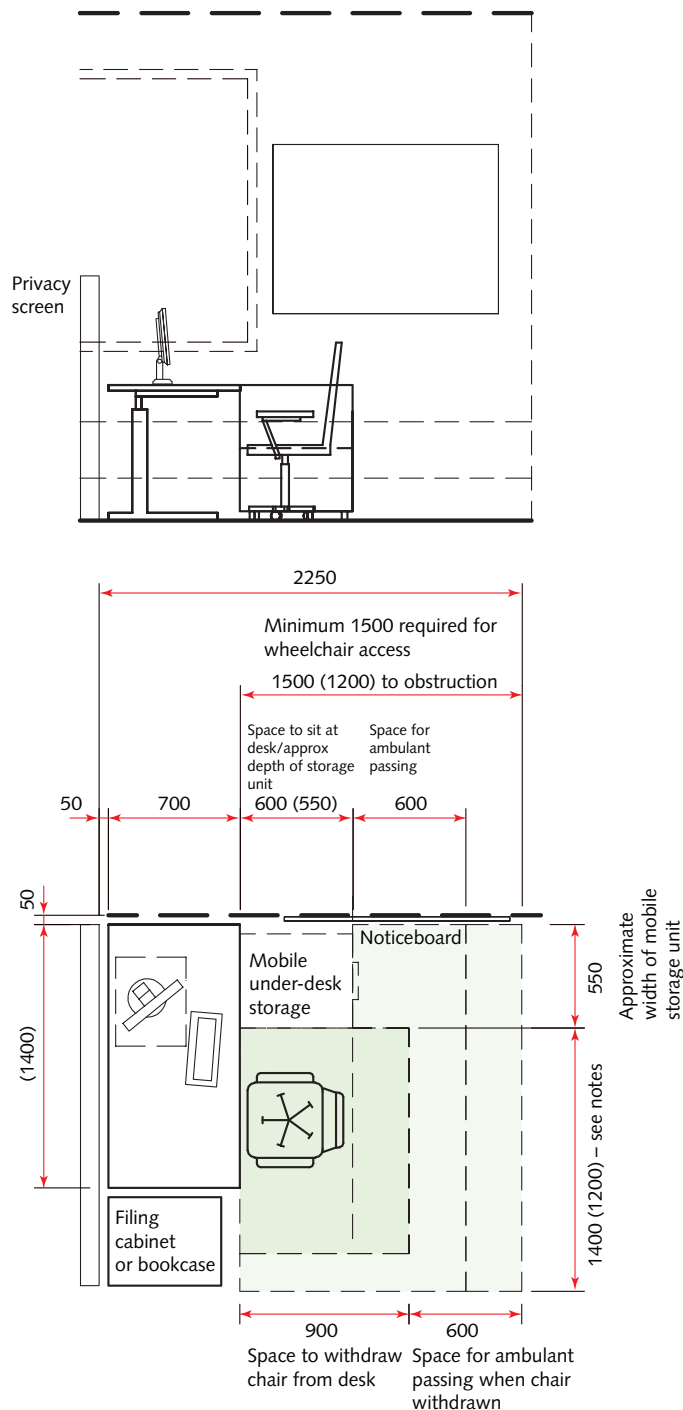 Privacy
screen
2250
Minimum 1500 required for
wheelchair access
1500 (1200) to obstruction
Space to sit at
desk/approx
depth of storage
unit
Space for
ambulant
passing
50
700
600 (550)
600
50
Noticeboard
Mobile
under-desk
storage
550
Approximate
width of mobile
storage unit
(1400)
1400 (1200) – see notes
Filing
cabinet
or bookcase
900
Space to withdraw
chair from desk
600
Space for ambulant
passing when chair
withdrawn